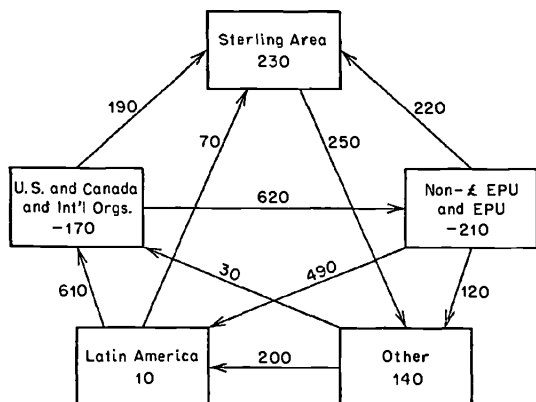 Sterling Area
230
190
70
250
220
U.S. and Canada
and Int'l Orgs.
-170
620
Non-£ EPU
and EPU
-210
610
30
490
120
Latin America
10
200
Other
140